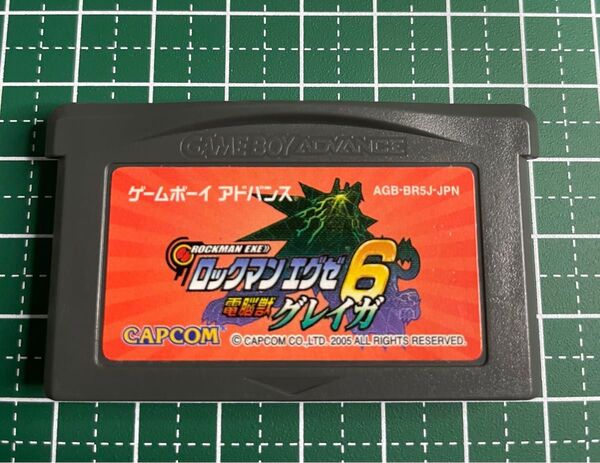 GAME BOY ADVANCE
ゲームボーイ アドバンス
AGB-BR5J-JPN
ROCKMAN EXE
ロックマンエグゼ6
電脳獣グレイガ
CAPCOM
© CAPCOM CO.,LTD. 2005 ALL RIGHTS RESERVED.